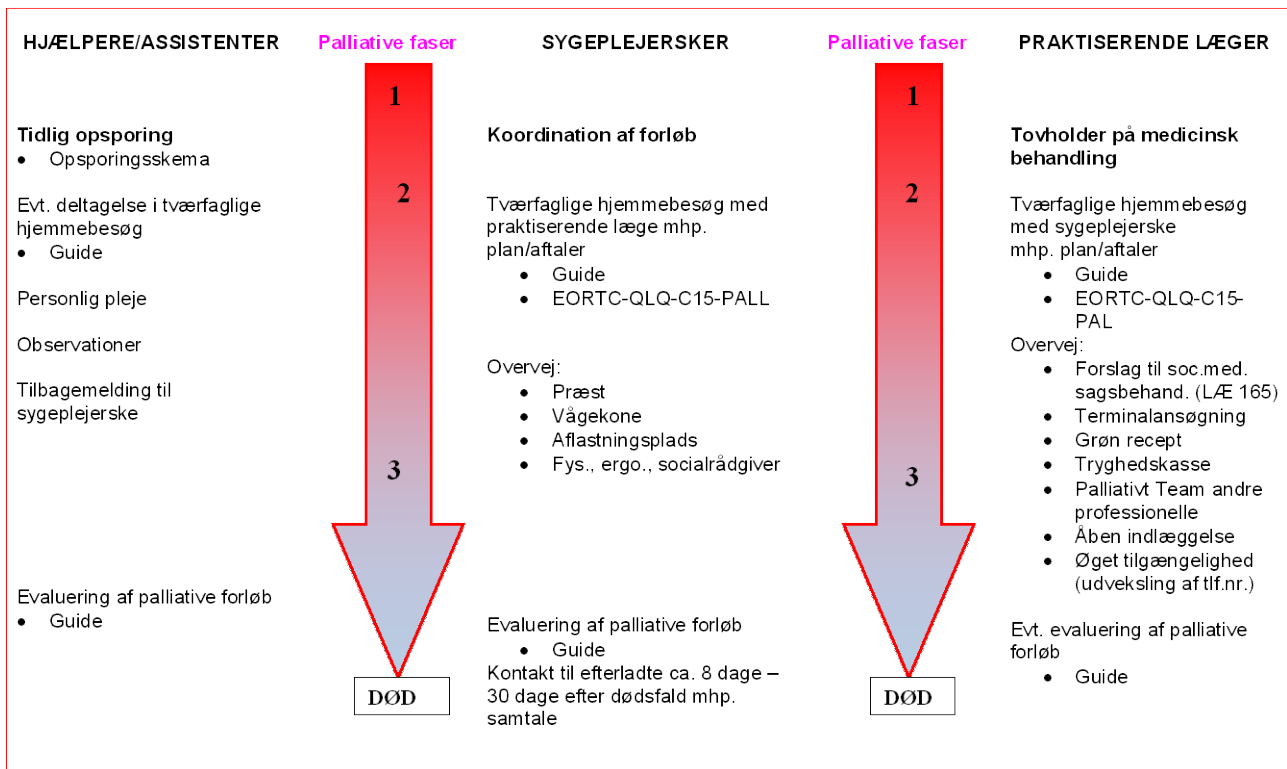 HJÆLPERE/ASSISTENTER
Tidlig opsporing
• Opsporingsskema
Evt. deltagelse i tværfaglige
hjemmebesøg
• Guide
Personlig pleje
Observationer
Tilbagemelding til
sygeplejerske
Evaluering af palliative forløb
• Guide
Palliative faser
1
2
3
DØD
SYGEPLEJERSKER
Koordination af forløb
Tværfaglige hjemmebesøg med
praktiserende læge mhp.
plan/aftaler
• Guide
• EORTC-QLQ-C15-PALL
Overvej:
• Præst
• Vågekone
• Aflastningsplads
• Fys., ergo., socialrådgiver
Evaluering af palliative forløb
• Guide
Kontakt til efterladte ca. 8 dage –
30 dage efter dødsfald mhp.
samtale
Palliative faser
1
2
3
DØD
PRAKTISERENDE LÆGER
Tovholder på medicinsk
behandling
Tværfaglige hjemmebesøg
med sygeplejerske
mhp. plan/aftaler
• Guide
• EORTC-QLQ-C15-
PAL
Overvej:
• Forslag til soc.med.
sagsbehand. (LÆ 165)
• Terminalansøgning
• Grøn recept
• Tryghedskasse
• Palliativt Team andre
professionelle
• Åben indlæggelse
• Øget tilgængelighed
(udveksling af tlf.nr.)
Evt. evaluering af palliative
forløb
• Guide